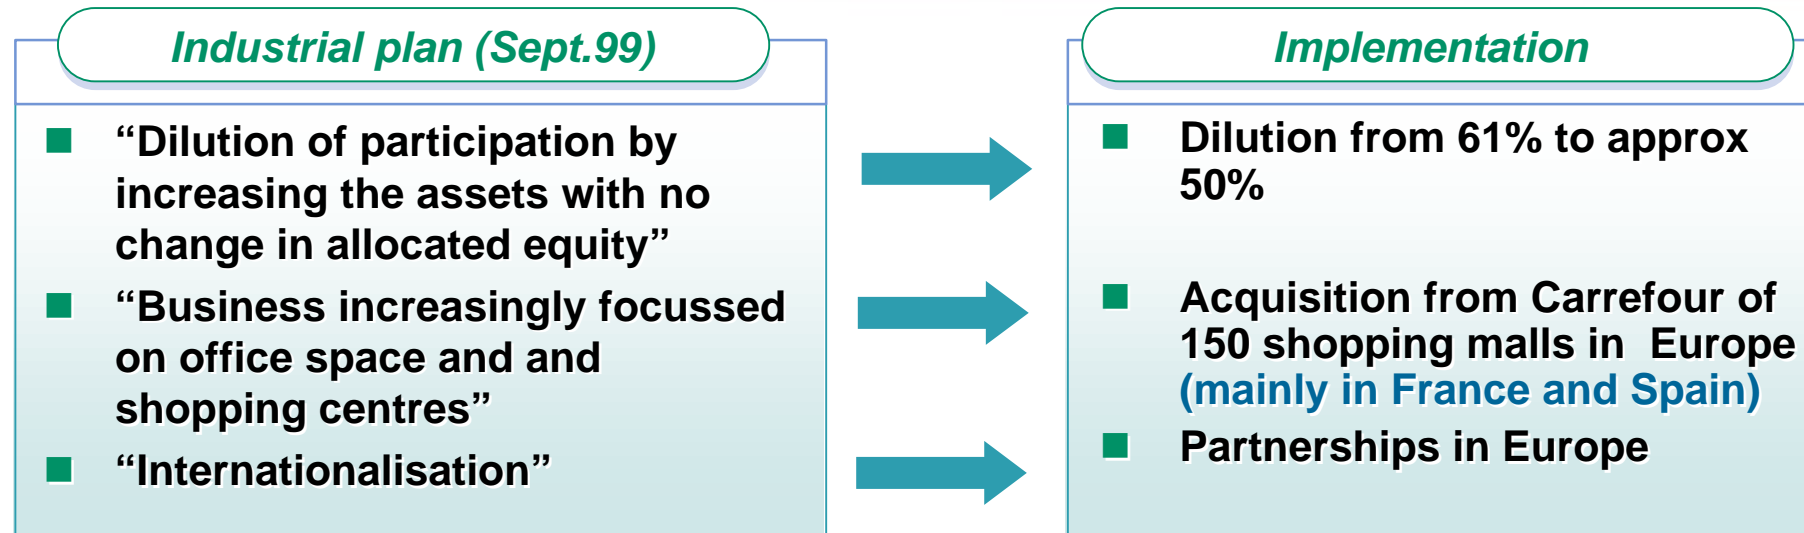 Industrial plan (Sept.99)
“Dilution of participation by
increasing the assets with no
change in allocated equity”
“Business increasingly focussed
on office space and and
shopping centres”
“Internationalisation”
Implementation
Dilution from 61% to approx
50%
Acquisition from Carrefour of
150 shopping malls in Europe
(mainly in France and Spain)
Partnerships in Europe